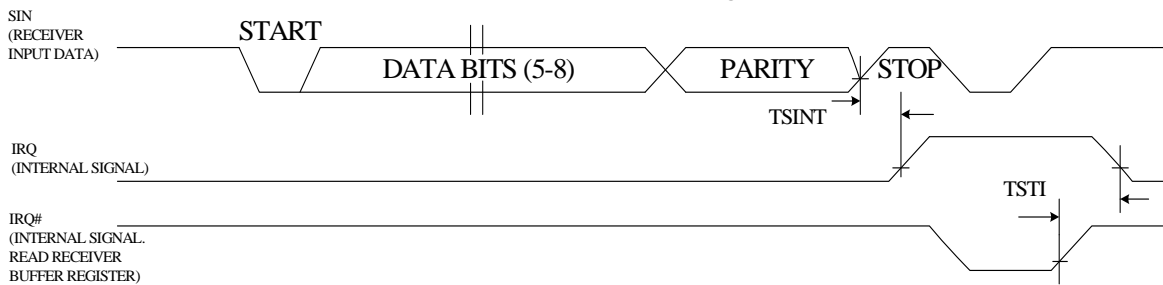 SIN
(RECEIVER
INPUT DATA)
START
DATA BITS (5-8)
PARITY
STOP
TSINT
IRQ
(INTERNAL SIGNAL)
TSTI
IRQ#
(INTERNAL SIGNAL.
READ RECEIVER
BUFFER REGISTER)